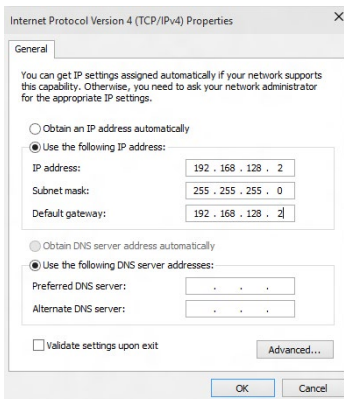 Internet Protocol Version 4 (TCP/IPv4) Properties
General
You can get IP settings assigned automatically if your network supports
this capability. Otherwise, you need to ask your network administrator
for the appropriate IP settings.
Obtain an IP address automatically
Use the following IP address:
IP address: 192 . 168 . 128 . 2
Subnet mask: 255 . 255 . 255 . 0
Default gateway: 192 . 168 . 128 . 2
Obtain DNS server address automatically
Use the following DNS server addresses:
Preferred DNS server: . . .
Alternate DNS server: . . .
Validate settings upon exit
Advanced...
OK Cancel